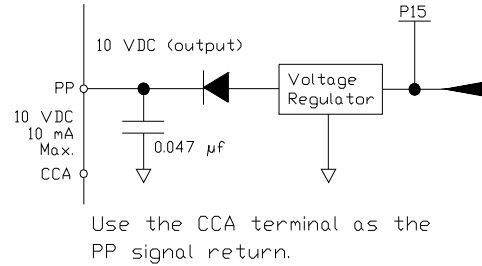 P15
10 VDC (output)
Voltage
Regulator
PP
10 VDC
10 mA
Max.
0.047 μf
CCA
Use the CCA terminal as the
PP signal return.